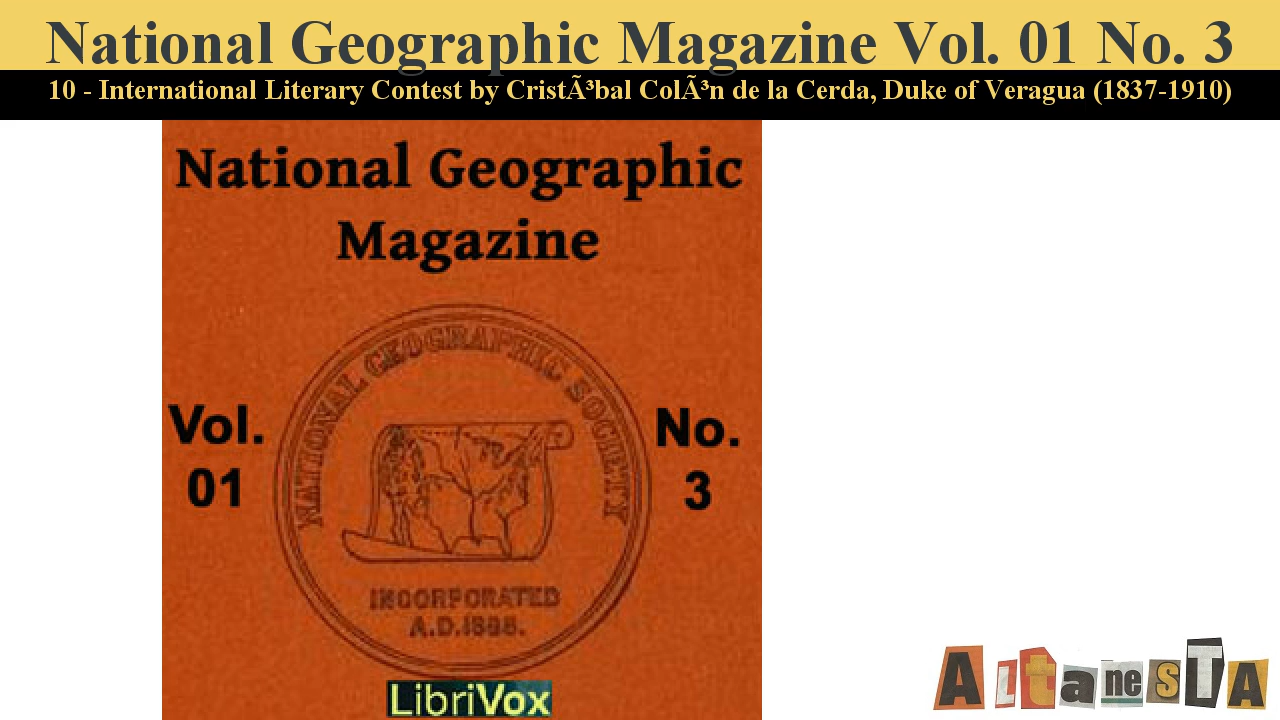 National Geographic Magazine Vol. 01 No. 3
10 - International Literary Contest by CristÃ³bal ColÃ³n de la Cerda, Duke of Veragua (1837-1910)
National Geographic
Magazine
NATIONAL GEOGRAPHIC SOCIETY
Vol.
01
No.
3
INCORPORATED
A.D.1888.
LibriVox
AltanesTA